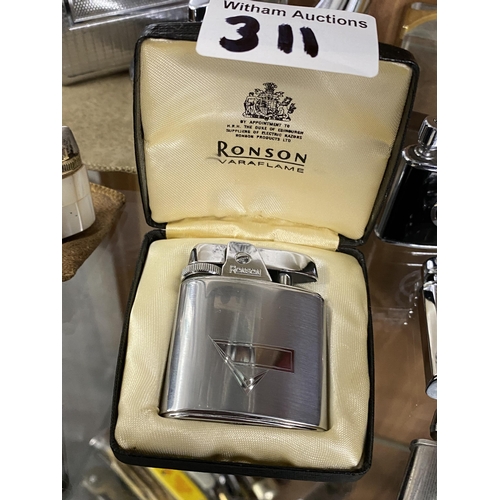 Witham Auctions
311
BY APPOINTMENT TO
H.R.H. THE DUKE OF EDINBURGH
SUPPLIERS OF ELECTRIC RAZORS
RONSON PRODUCTS LTD
RONSON
VARAFLAME
RONSON